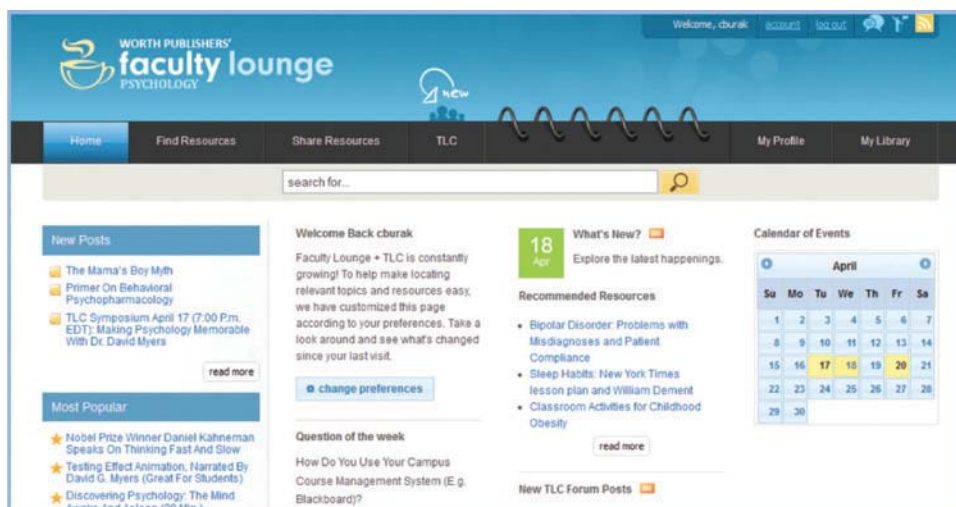 Welcome, cburak account log out
WORTH PUBLISHERS'
faculty lounge
PSYCHOLOGY
new
Home Find Resources Share Resources TLC My Profile My Library
search for...
New Posts
The Mama's Boy Myth
Primer On Behavioral
Psychopharmacology
TLC Symposium April 17 (7:00 P.m.
EDT): Making Psychology Memorable
With Dr. David Myers
read more
Most Popular
Nobel Prize Winner Daniel Kahneman
Speaks On Thinking Fast And Slow
Testing Effect Animation, Narrated By
David G. Myers (Great For Students)
Discovering Psychology: The Mind
Awake And Asleep (28 Min.)
Welcome Back cburak
Faculty Lounge + TLC is constantly
growing! To help make locating
relevant topics and resources easy,
we have customized this page
according to your preferences. Take a
look around and see what's changed
since your last visit.
change preferences
Question of the week
How Do You Use Your Campus
Course Management System (E.g.
Blackboard)?
18
Apr
What's New?
Explore the latest happenings.
Recommended Resources
Bipolar Disorder: Problems with
Misdiagnoses and Patient
Compliance
Sleep Habits: New York Times
lesson plan and William Dement
Classroom Activities for Childhood
Obesity
read more
New TLC Forum Posts
Calendar of Events
April
Su Mo Tu We Th Fr Sa
1 2 3 4 5 6 7
8 9 10 11 12 13 14
15 16 17 18 19 20 21
22 23 24 25 26 27 28
29 30